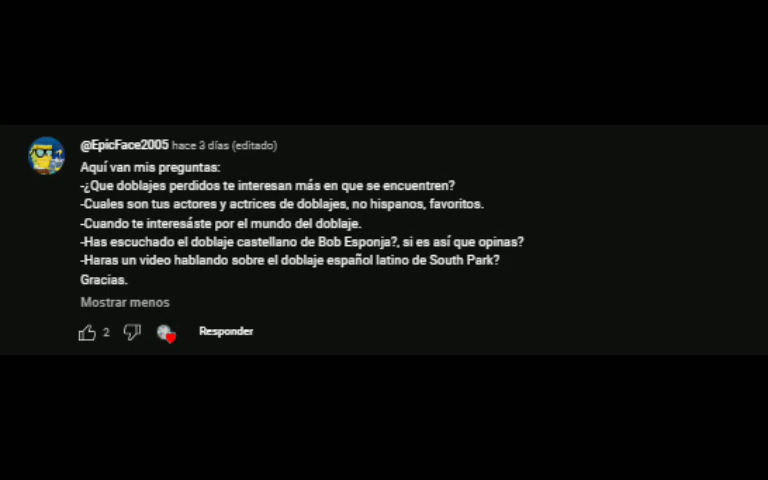 @EpicFace2005 hace 3 días (editado)
Aquí van mis preguntas:
-¿Que doblajes perdidos te interesan más en que se encuentren?
-Cuales son tus actores y actrices de doblajes, no hispanos, favoritos.
-Cuando te interesáste por el mundo del doblaje.
-Has escuchado el doblaje castellano de Bob Esponja?, si es así que opinas?
-Haras un video hablando sobre el doblaje español latino de South Park?
Gracias.
Mostrar menos
2 Responder